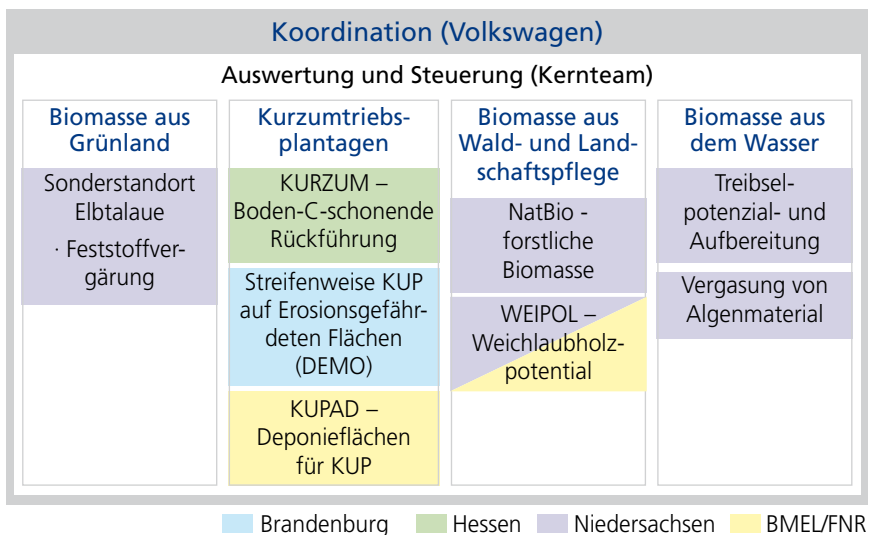 Koordination (Volkswagen)
Auswertung und Steuerung (Kernteam)
Biomasse aus
Grünland
Sonderstandort
Elbtalaue
· Feststoffver-
gärung
Kurzumtriebs-
plantagen
KURZUM –
Boden-C-schonende
Rückführung
Streifenweise KUP
auf Erosionsgefähr-
deten Flächen
(DEMO)
KUPAD –
Deponieflächen
für KUP
Biomasse aus
Wald- und Land-
schaftspflege
NatBio -
forstliche
Biomasse
WEIPOL –
Weichlaubholz-
potential
Biomasse aus
dem Wasser
Treibsel-
potenzial- und
Aufbereitung
Vergasung von
Algenmaterial
Brandenburg Hessen Niedersachsen BMEL/FNR